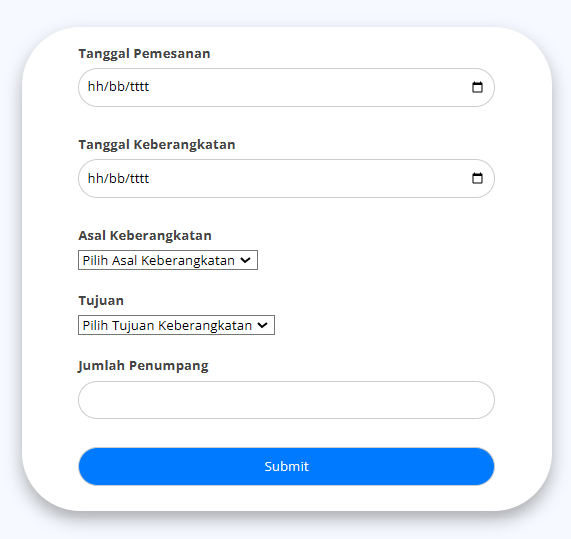 Tanggal Pemesanan
hh/bb/tttt
Tanggal Keberangkatan
hh/bb/tttt
Asal Keberangkatan
Pilih Asal Keberangkatan
Tujuan
Pilih Tujuan Keberangkatan
Jumlah Penumpang
Submit